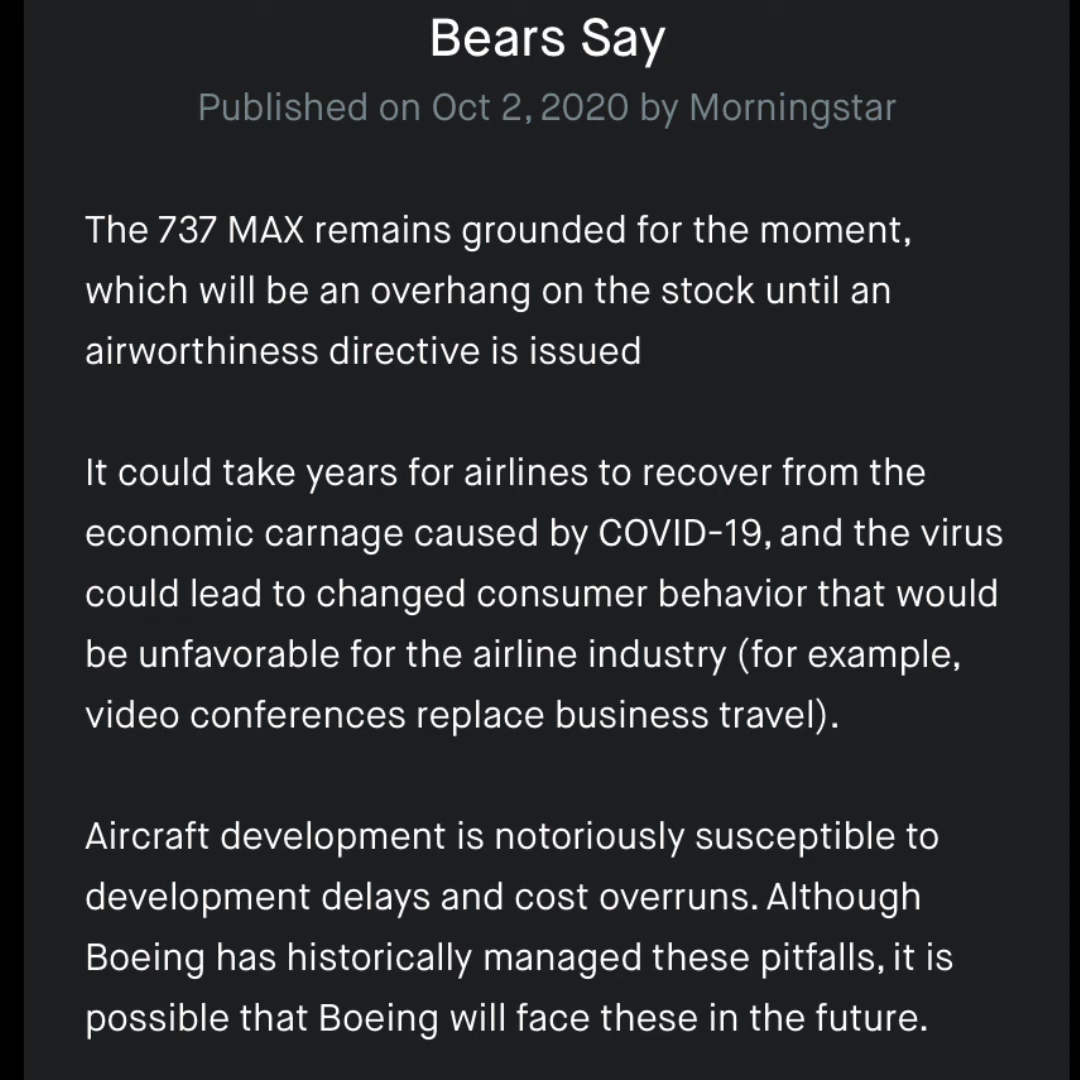 Bears Say
Published on Oct 2, 2020 by Morningstar
The 737 MAX remains grounded for the moment,
which will be an overhang on the stock until an
airworthiness directive is issued
It could take years for airlines to recover from the
economic carnage caused by COVID-19, and the virus
could lead to changed consumer behavior that would
be unfavorable for the airline industry (for example,
video conferences replace business travel).
Aircraft development is notoriously susceptible to
development delays and cost overruns. Although
Boeing has historically managed these pitfalls, it is
possible that Boeing will face these in the future.